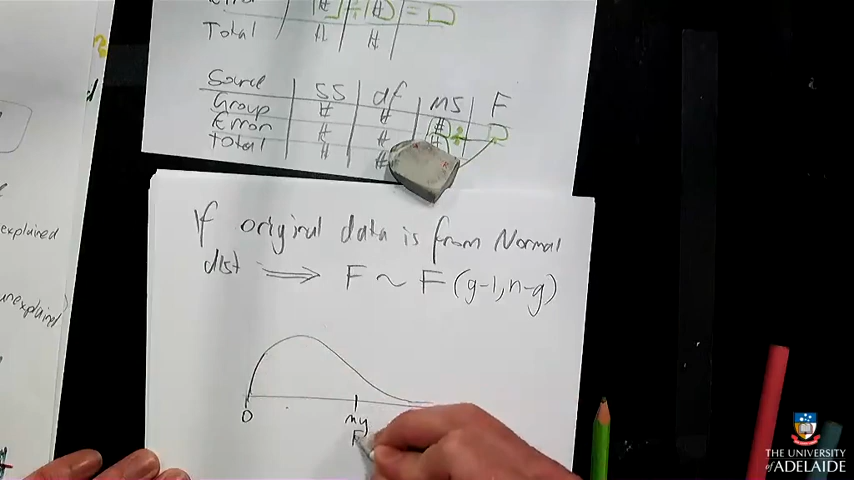 Total # #
Source SS df MS F
Group # # #
Error # # #
Total # #
explained
unexplained
If original data is from Normal
dist ⟹ F ~ F (g-1, n-g)
0
my
F
THE UNIVERSITY
of ADELAIDE